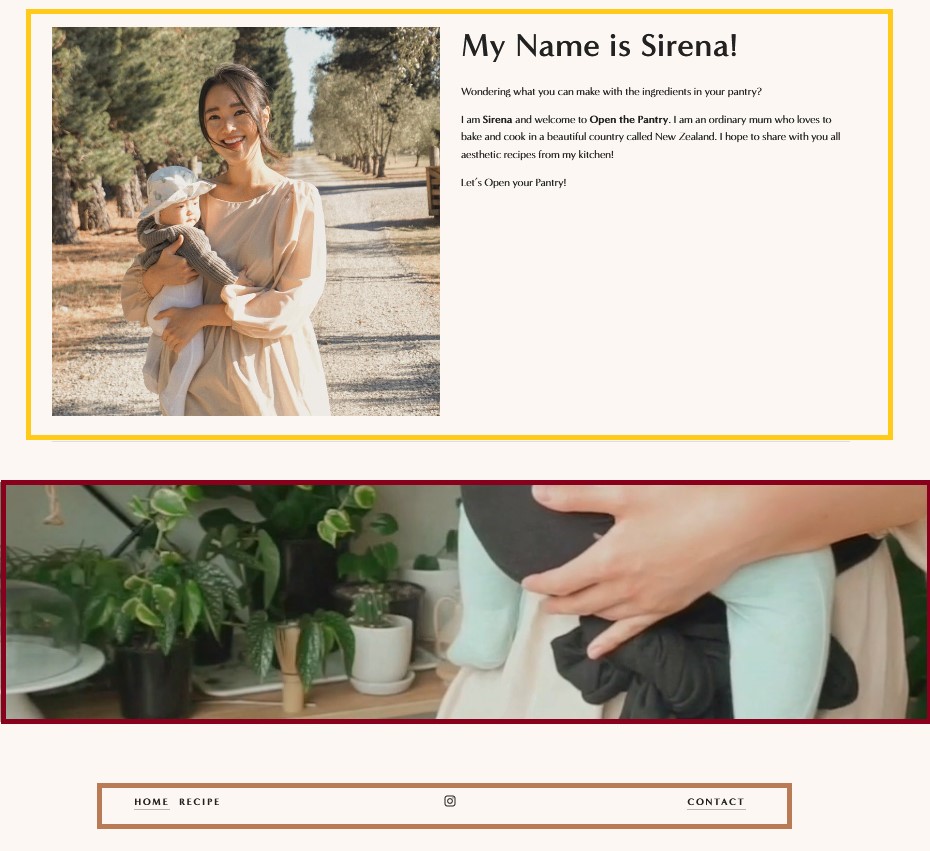 My Name is Sirena!
Wondering what you can make with the ingredients in your pantry?
I am Sirena and welcome to Open the Pantry. I am an ordinary mum who loves to
bake and cook in a beautiful country called New Zealand. I hope to share with you all
aesthetic recipes from my kitchen!
Let's Open your Pantry!
HOME RECIPE CONTACT